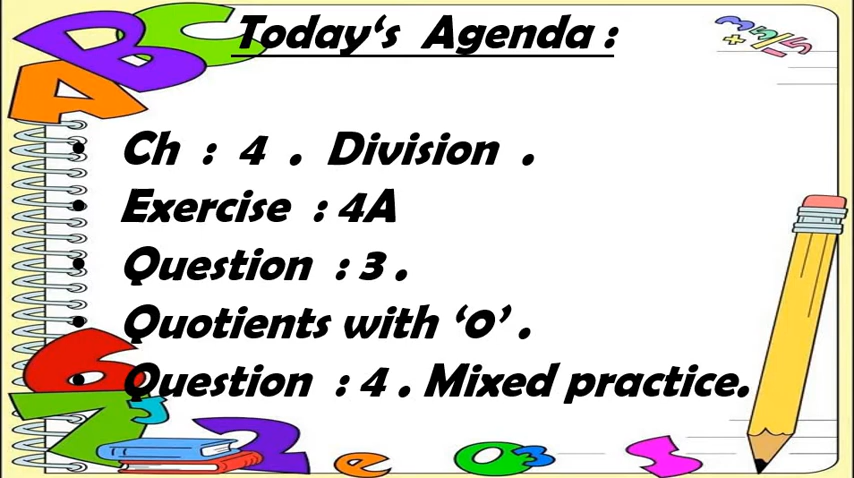 Today‘s Agenda :
• Ch : 4 . Division .
• Exercise : 4A
• Question : 3 .
• Quotients with ‘0’ .
• Question : 4 . Mixed practice.